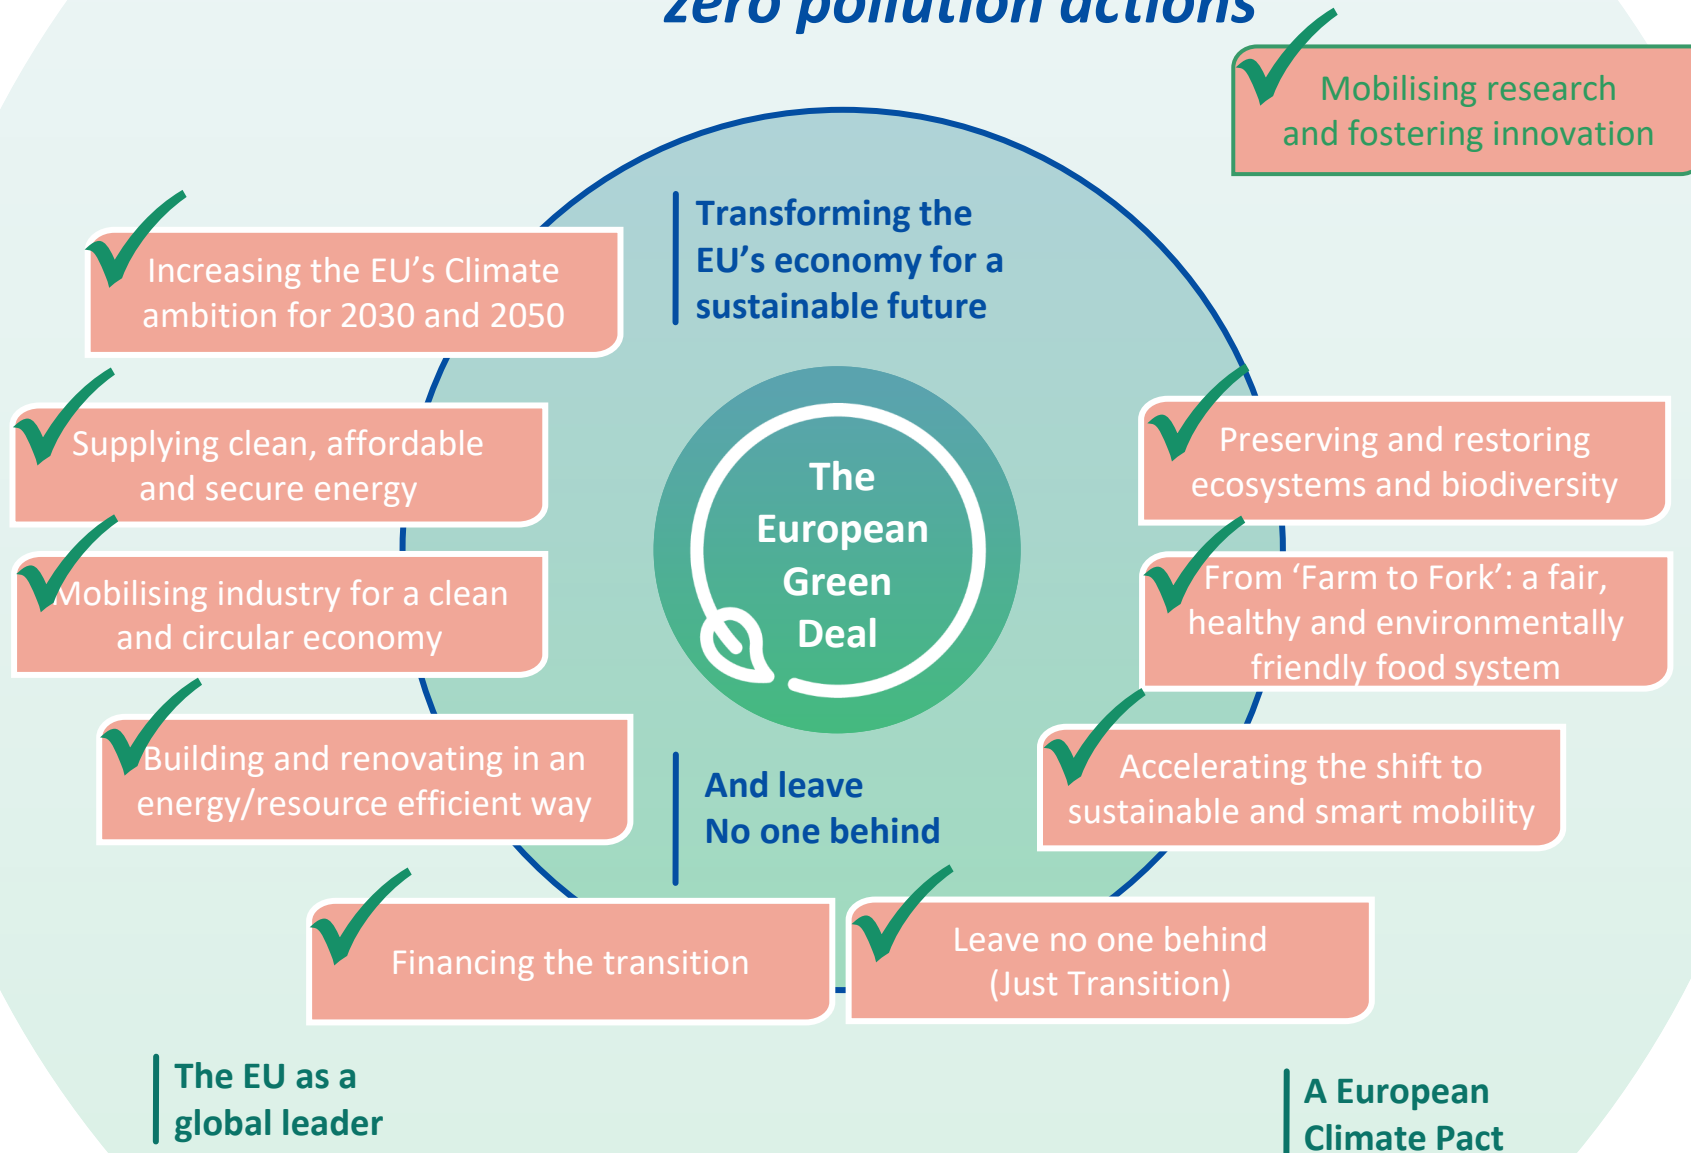 zero pollution actions
Mobilising research
and fostering innovation
Transforming the
EU’s economy for a
sustainable future
Increasing the EU’s Climate
ambition for 2030 and 2050
Supplying clean, affordable
and secure energy
Mobilising industry for a clean
and circular economy
Building and renovating in an
energy/resource efficient way
The
European
Green
Deal
Preserving and restoring
ecosystems and biodiversity
From ‘Farm to Fork’: a fair,
healthy and environmentally
friendly food system
Accelerating the shift to
sustainable and smart mobility
And leave
No one behind
Financing the transition
Leave no one behind
(Just Transition)
The EU as a
global leader
A European
Climate Pact